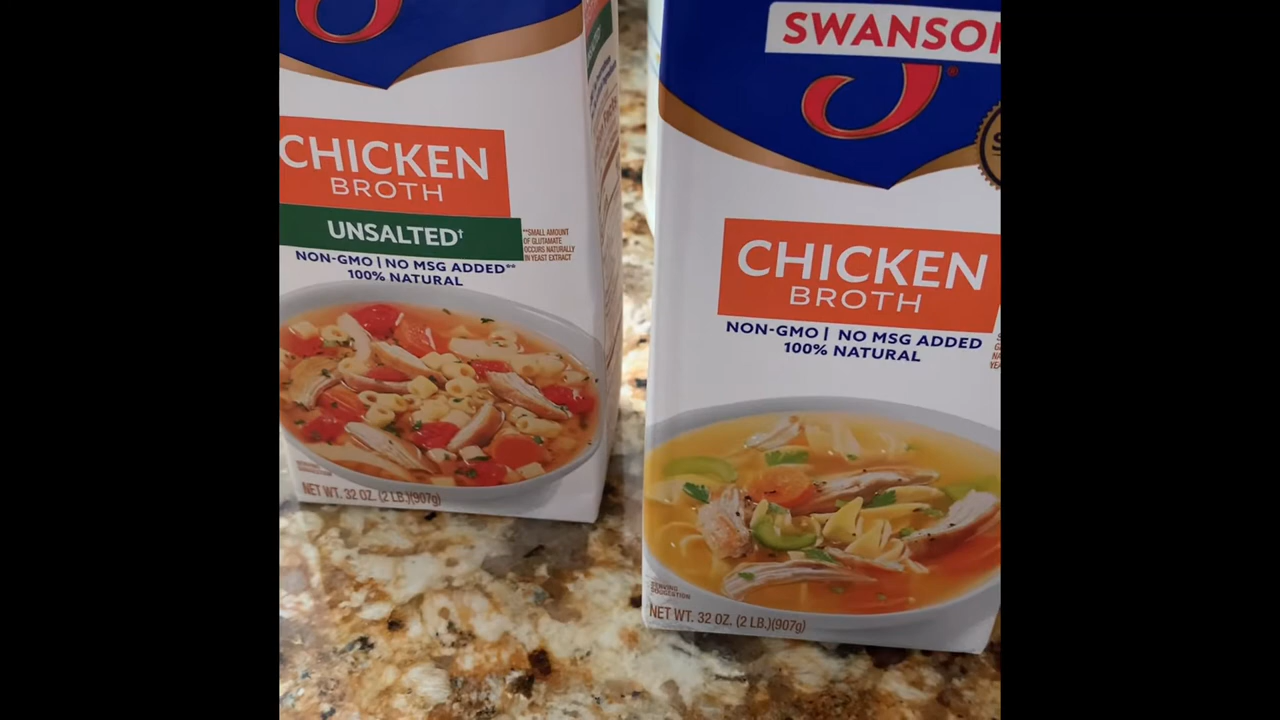 CHICKEN
BROTH
UNSALTED†
**SMALL AMOUNT
OF GLUTAMATE
OCCURS NATURALLY
IN YEAST EXTRACT
NON-GMO | NO MSG ADDED**
100% NATURAL
NET WT. 32 OZ. (2 LB.)(907g)
SWANSON
CHICKEN
BROTH
NON-GMO | NO MSG ADDED
100% NATURAL
SERVING
SUGGESTION
NET WT. 32 OZ. (2 LB.)(907g)